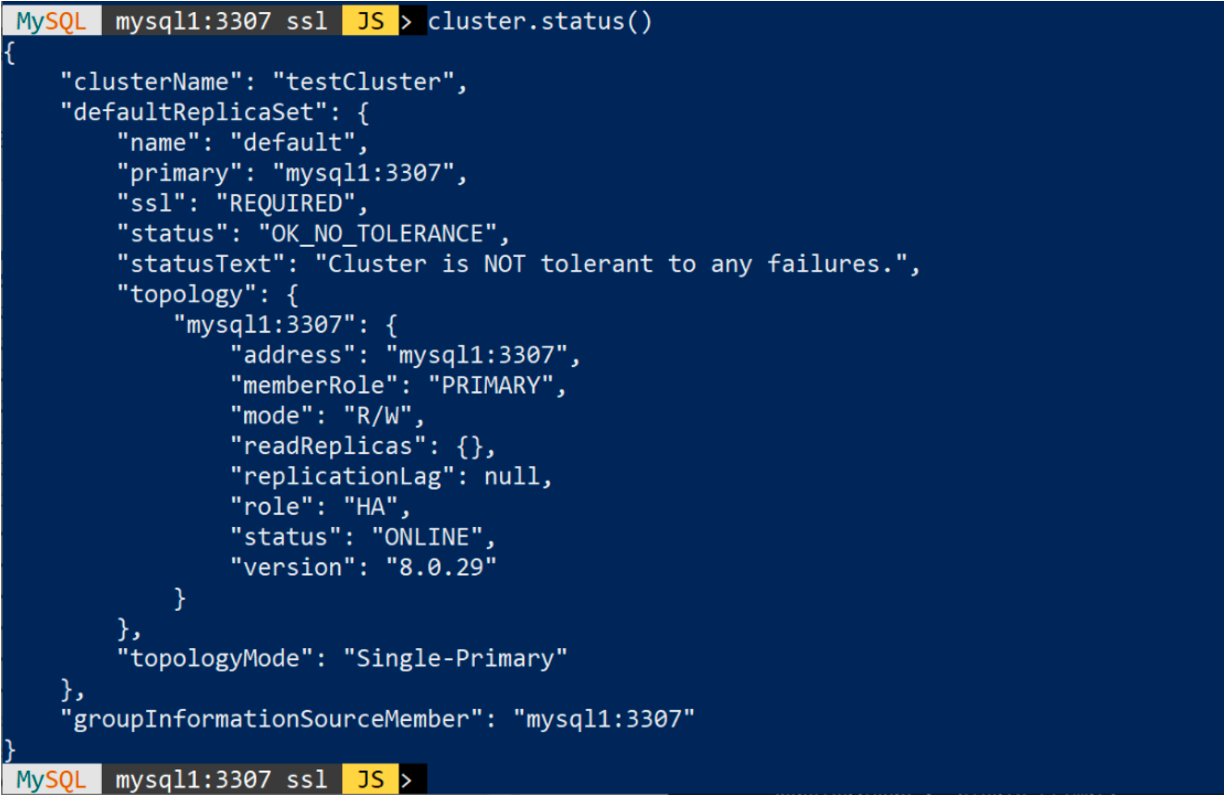 MySQL mysql1:3307 ssl JS > cluster.status()
{
    "clusterName": "testCluster",
    "defaultReplicaSet": {
        "name": "default",
        "primary": "mysql1:3307",
        "ssl": "REQUIRED",
        "status": "OK_NO_TOLERANCE",
        "statusText": "Cluster is NOT tolerant to any failures.",
        "topology": {
            "mysql1:3307": {
                "address": "mysql1:3307",
                "memberRole": "PRIMARY",
                "mode": "R/W",
                "readReplicas": {},
                "replicationLag": null,
                "role": "HA",
                "status": "ONLINE",
                "version": "8.0.29"
            }
        },
        "topologyMode": "Single-Primary"
    },
    "groupInformationSourceMember": "mysql1:3307"
}
MySQL mysql1:3307 ssl JS >